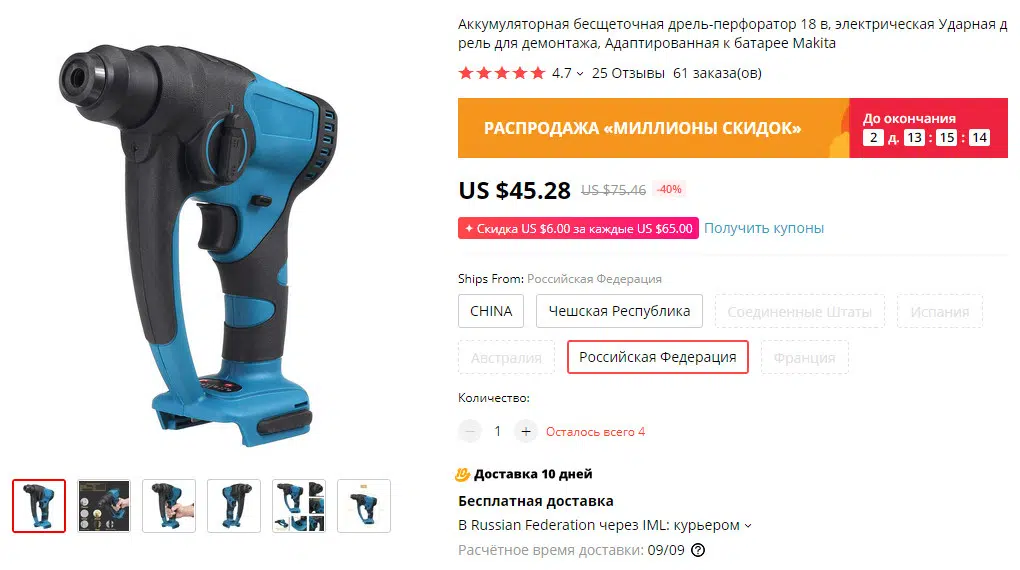 Аккумуляторная бесщеточная дрель-перфоратор 18 в, электрическая Ударная д
рель для демонтажа, Адаптированная к батарее Makita
4.7 25 Отзывы 61 заказа(ов)
РАСПРОДАЖА «МИЛЛИОНЫ СКИДОК»
До окончания
2 д. 13 : 15 : 14
US $45.28 US $75.46 -40%
Скидка US $6.00 за каждые US $65.00 Получить купоны
Ships From: Российская Федерация
CHINA Чешская Республика Соединенные Штаты Испания
Австралия Российская Федерация Франция
Количество:
− 1 + Осталось всего 4
Доставка 10 дней
Бесплатная доставка
В Russian Federation через IML: курьером
Расчётное время доставки: 09/09 ?